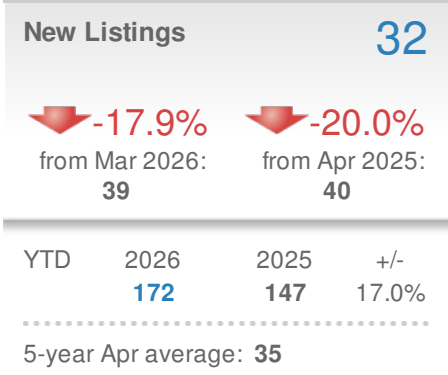 New Listings 32
-17.9% -20.0%
from Mar 2026: from Apr 2025:
39 40
YTD 2026 2025 +/-
172 147 17.0%
5-year Apr average: 35